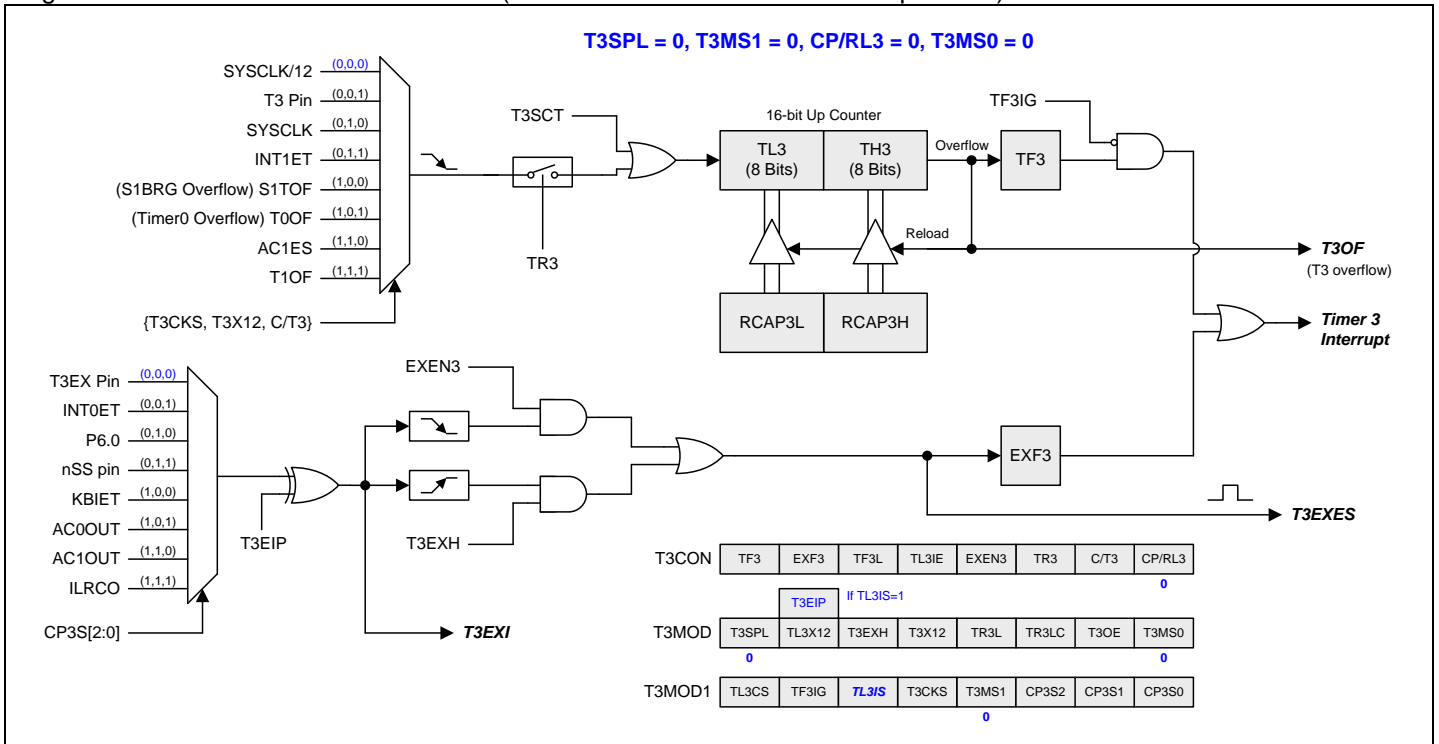 T3SPL = 0, T3MS1 = 0, CP/RL3 = 0, T3MS0 = 0
SYSCLK/12 (0,0,0)
T3 Pin (0,0,1)
SYSCLK (0,1,0)
INT1ET (0,1,1)
(S1BRG Overflow) S1TOF (1,0,0)
(Timer0 Overflow) T0OF (1,0,1)
AC1ES (1,1,0)
T1OF (1,1,1)
{T3CKS, T3X12, C/T3}
TR3
T3SCT
16-bit Up Counter
TL3
(8 Bits)
TH3
(8 Bits)
Overflow
TF3
TF3IG
Reload
RCAP3L
RCAP3H
T3OF
(T3 overflow)
Timer 3
Interrupt
T3EX Pin (0,0,0)
INT0ET (0,0,1)
P6.0 (0,1,0)
nSS pin (0,1,1)
KBIET (1,0,0)
AC0OUT (1,0,1)
AC1OUT (1,1,0)
ILRCO (1,1,1)
CP3S[2:0]
T3EIP
EXEN3
T3EXH
T3EXI
EXF3
T3EXES
T3CON TF3 EXF3 TF3L TL3IE EXEN3 TR3 C/T3 CP/RL3
0
T3EIP If TL3IS=1
T3MOD T3SPL TL3X12 T3EXH T3X12 TR3L TR3LC T3OE T3MS0
0 0
T3MOD1 TL3CS TF3IG TL3IS T3CKS T3MS1 CP3S2 CP3S1 CP3S0
0